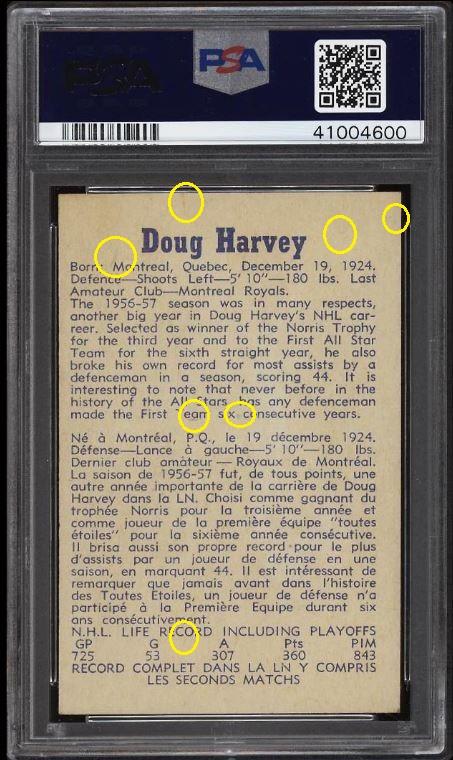 PSA
PSA
41004600
Doug Harvey
Born: Montreal, Quebec, December 19, 1924.
Defence—Shoots Left—5' 10"—180 lbs. Last
Amateur Club—Montreal Royals.
The 1956-57 season was in many respects,
another big year in Doug Harvey's NHL car-
reer. Selected as winner of the Norris Trophy
for the third year and to the First All Star
Team for the sixth straight year, he also
broke his own record for most assists by a
defenceman in a season, scoring 44. It is
interesting to note that never before in the
history of the All-Stars has any defenceman
made the First Team six consecutive years.
Né à Montréal, P.Q., le 19 décembre 1924.
Défense—Lance à gauche—5' 10"—180 lbs.
Dernier club amateur — Royaux de Montréal.
La saison de 1956-57 fut, de tous points, une
autre année importante de la carrière de Doug
Harvey dans la LN. Choisi comme gagnant du
trophée Norris pour la troisième année et
comme joueur de la première équipe "toutes
étoiles" pour la sixième année consécutive.
Il brisa aussi son propre record pour le plus
d'assists par un joueur de défense en une
saison, en marquant 44. Il est intéressant de
remarquer que jamais avant dans l'histoire
des Toutes Etoiles, un joueur de défense n'a
participé à la Première Equipe durant six
ans consécutivement.
N.H.L. LIFE RECORD INCLUDING PLAYOFFS
GP G A Pts PIM
725 53 307 360 843
RECORD COMPLET DANS LA LN Y COMPRIS
LES SECONDS MATCHS